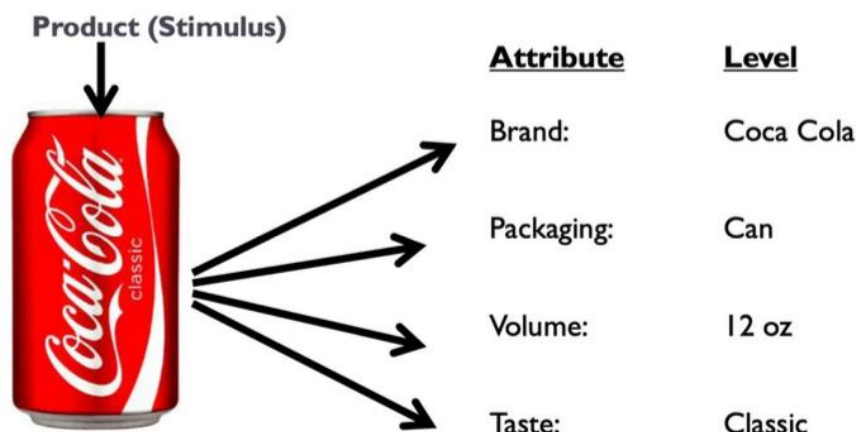 Product (Stimulus)
Coca-Cola
classic
Attribute Level
Brand: Coca Cola
Packaging: Can
Volume: 12 oz
Taste: Classic